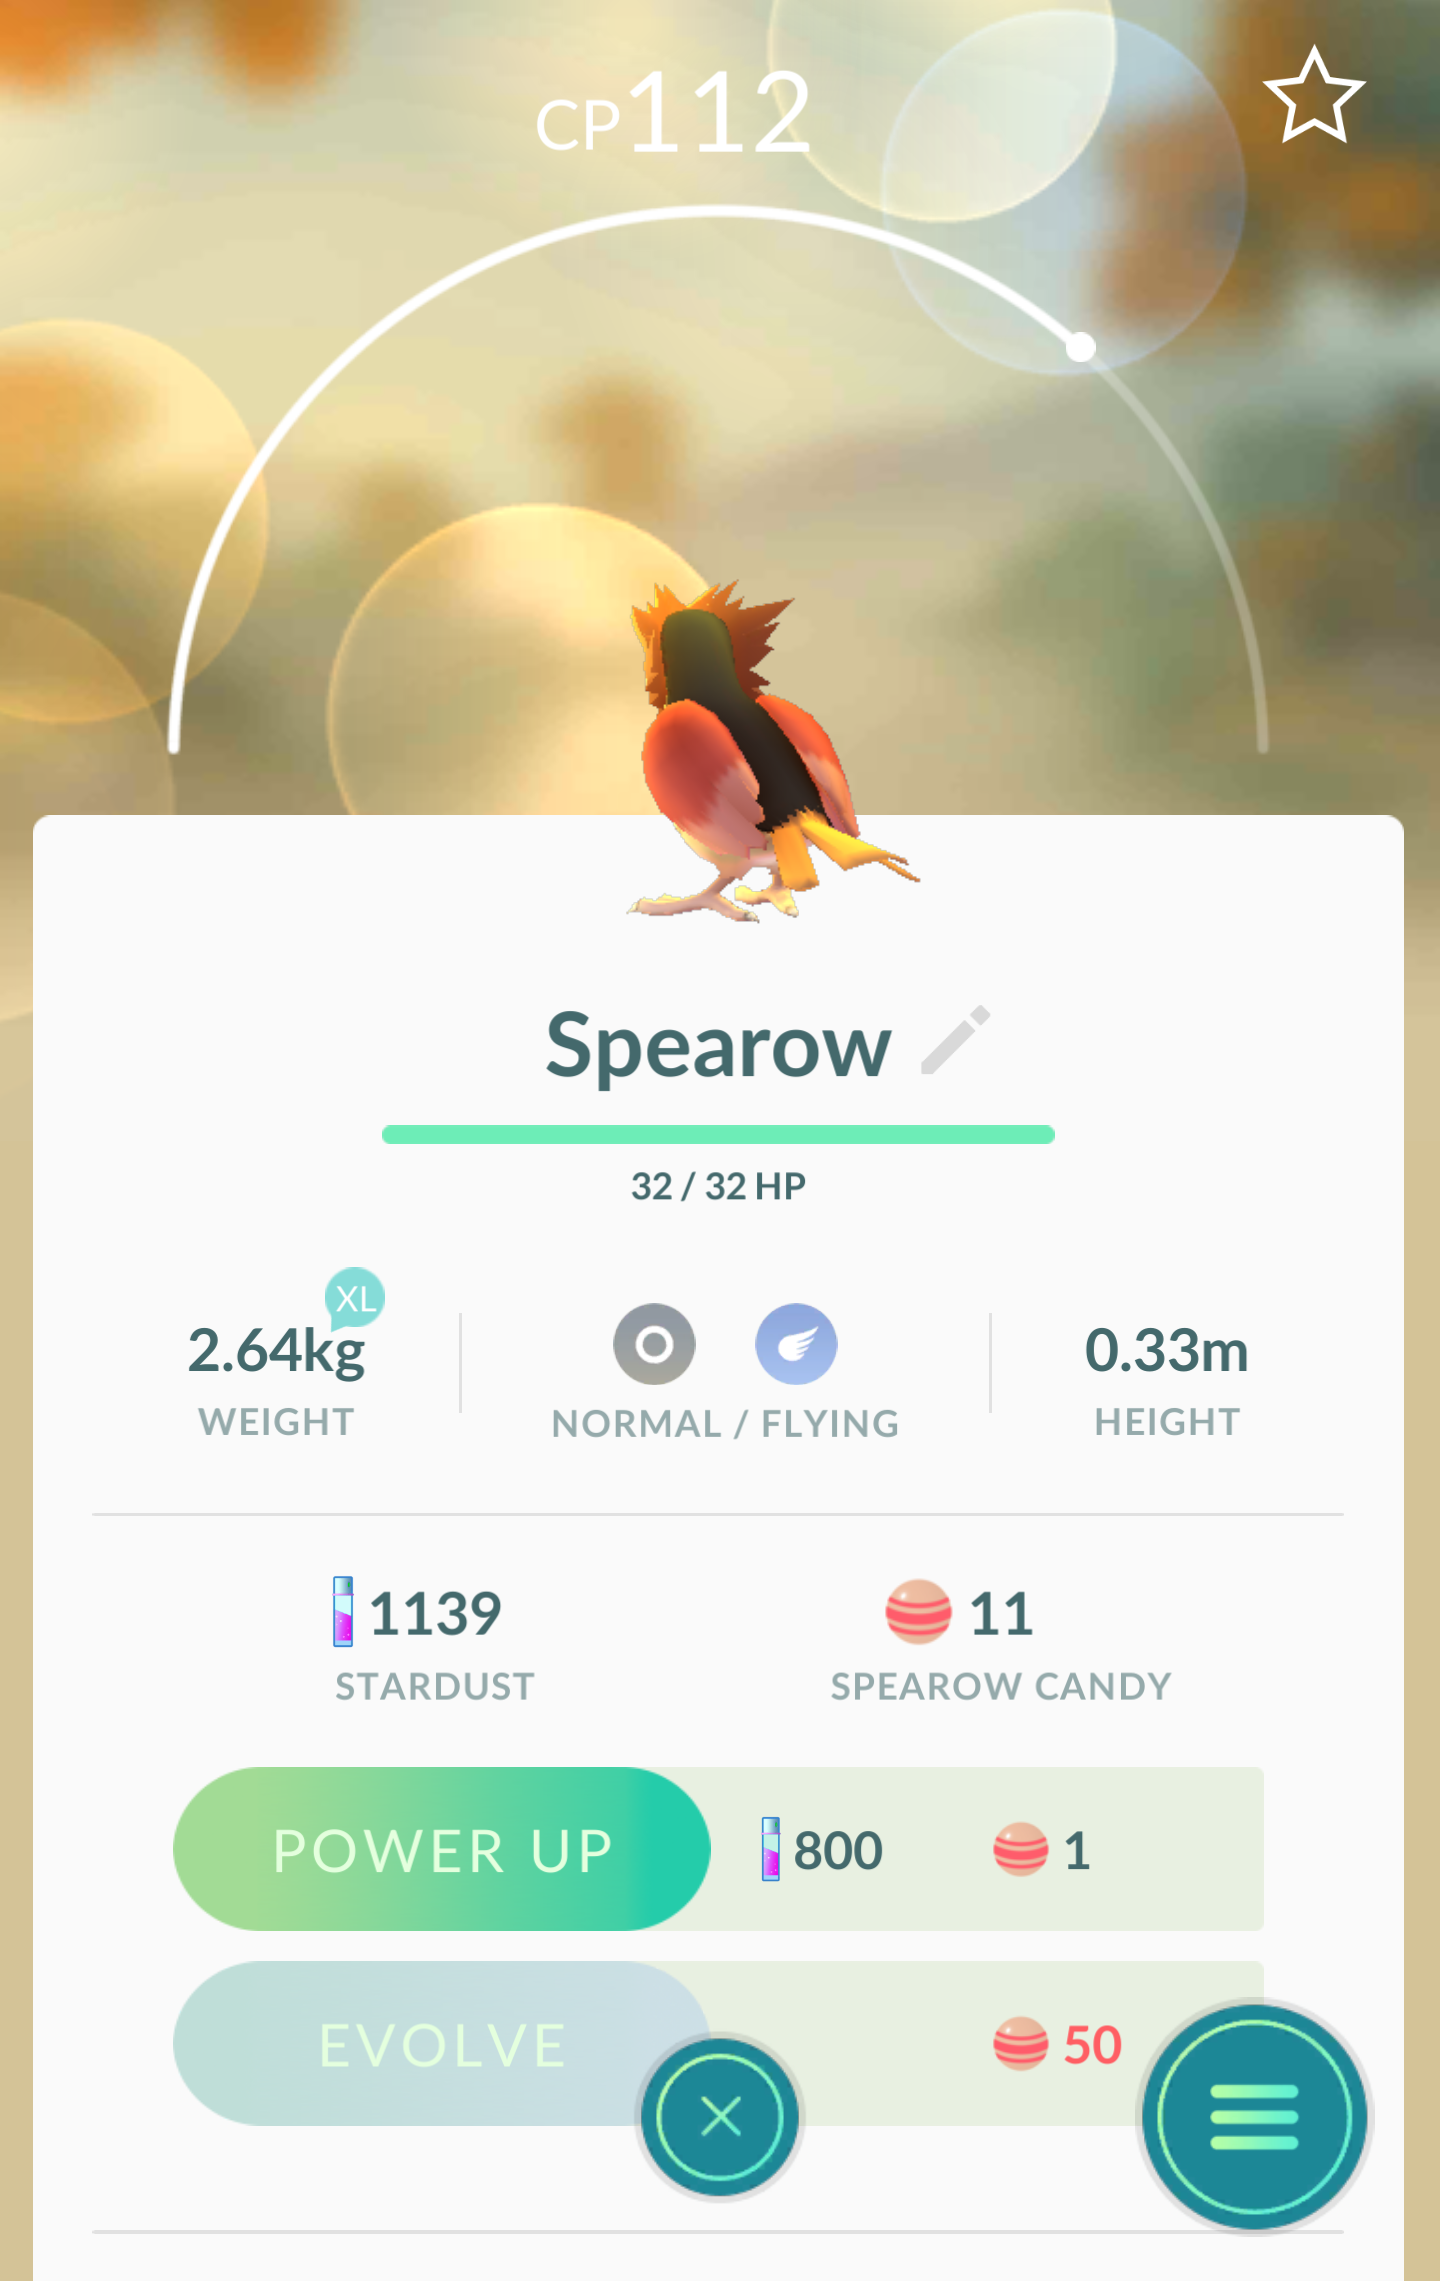 CP112
Spearow
32 / 32 HP
XL
2.64kg
WEIGHT
NORMAL / FLYING
0.33m
HEIGHT
1139
STARDUST
11
SPEAROW CANDY
POWER UP
800
1
EVOLVE
50